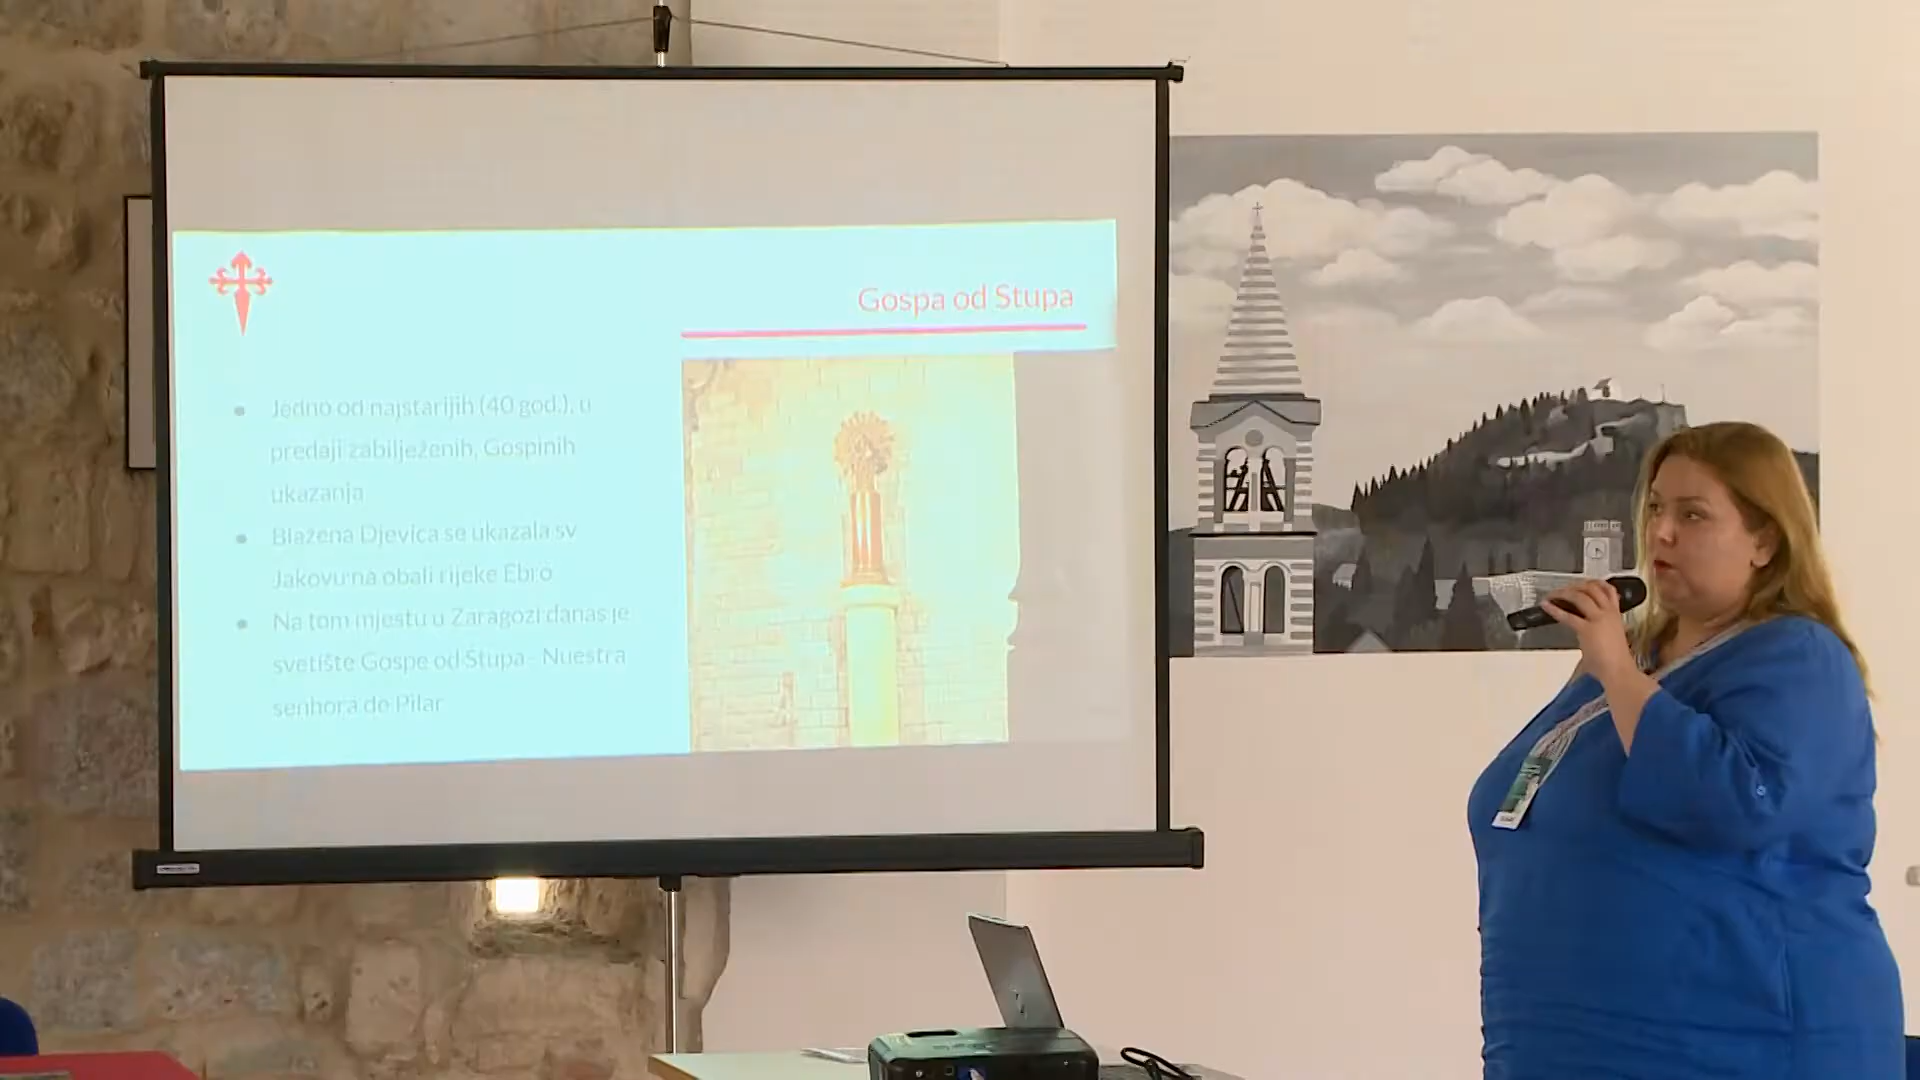 Gospa od Stupa
Jedno od najstarijih (40 god.), u
predaji zabilježenih, Gospinih
ukazanja
Blažena Djevica se ukazala sv
Jakovu na obali rijeke Ebro
Na tom mjestu u Zaragozi danas je
svetište Gospe od Stupa - Nuestra
senhora de Pilar